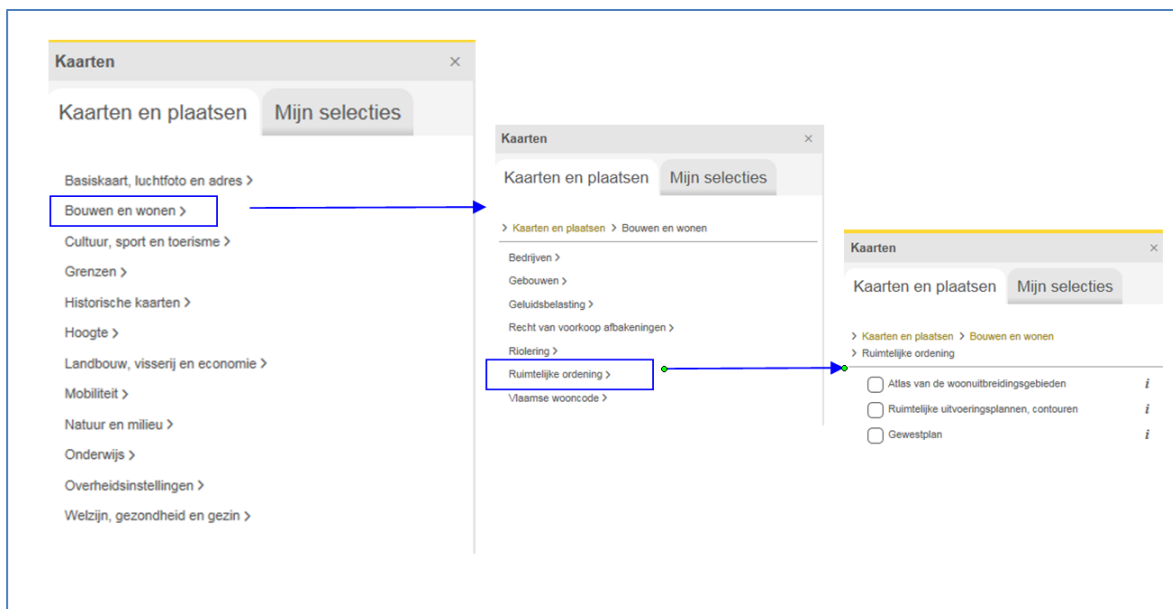 Kaarten ×
Kaarten en plaatsen Mijn selecties
Basiskaart, luchtfoto en adres >
Bouwen en wonen >
Cultuur, sport en toerisme >
Grenzen >
Historische kaarten >
Hoogte >
Landbouw, visserij en economie >
Mobiliteit >
Natuur en milieu >
Onderwijs >
Overheidsinstellingen >
Welzijn, gezondheid en gezin >
Kaarten ×
Kaarten en plaatsen Mijn selecties
> Kaarten en plaatsen > Bouwen en wonen
Bedrijven >
Gebouwen >
Geluidsbelasting >
Recht van voorkoop afbakeningen >
Riolering >
Ruimtelijke ordening >
Vlaamse wooncode >
Kaarten ×
Kaarten en plaatsen Mijn selecties
> Kaarten en plaatsen > Bouwen en wonen
> Ruimtelijke ordening
Atlas van de woonuitbreidingsgebieden i
Ruimtelijke uitvoeringsplannen, contouren i
Gewestplan i